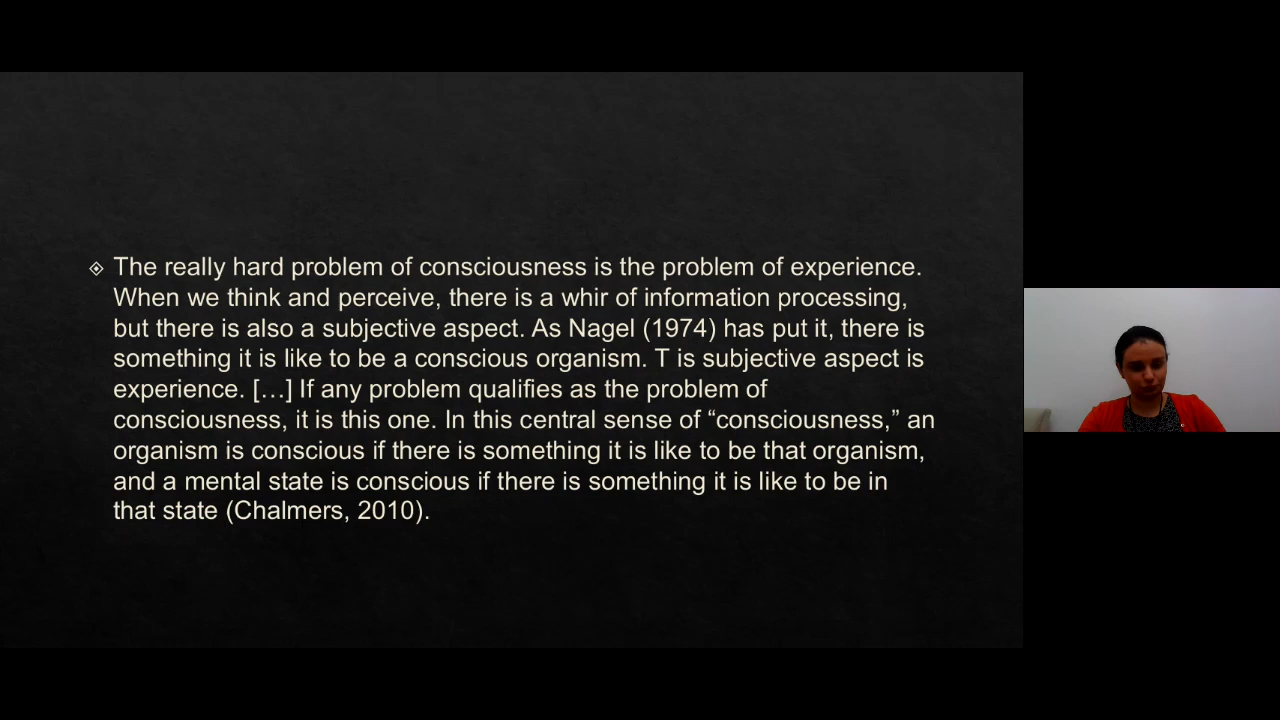 The really hard problem of consciousness is the problem of experience.
When we think and perceive, there is a whir of information processing,
but there is also a subjective aspect. As Nagel (1974) has put it, there is
something it is like to be a conscious organism. T is subjective aspect is
experience. […] If any problem qualifies as the problem of
consciousness, it is this one. In this central sense of “consciousness,” an
organism is conscious if there is something it is like to be that organism,
and a mental state is conscious if there is something it is like to be in
that state (Chalmers, 2010).